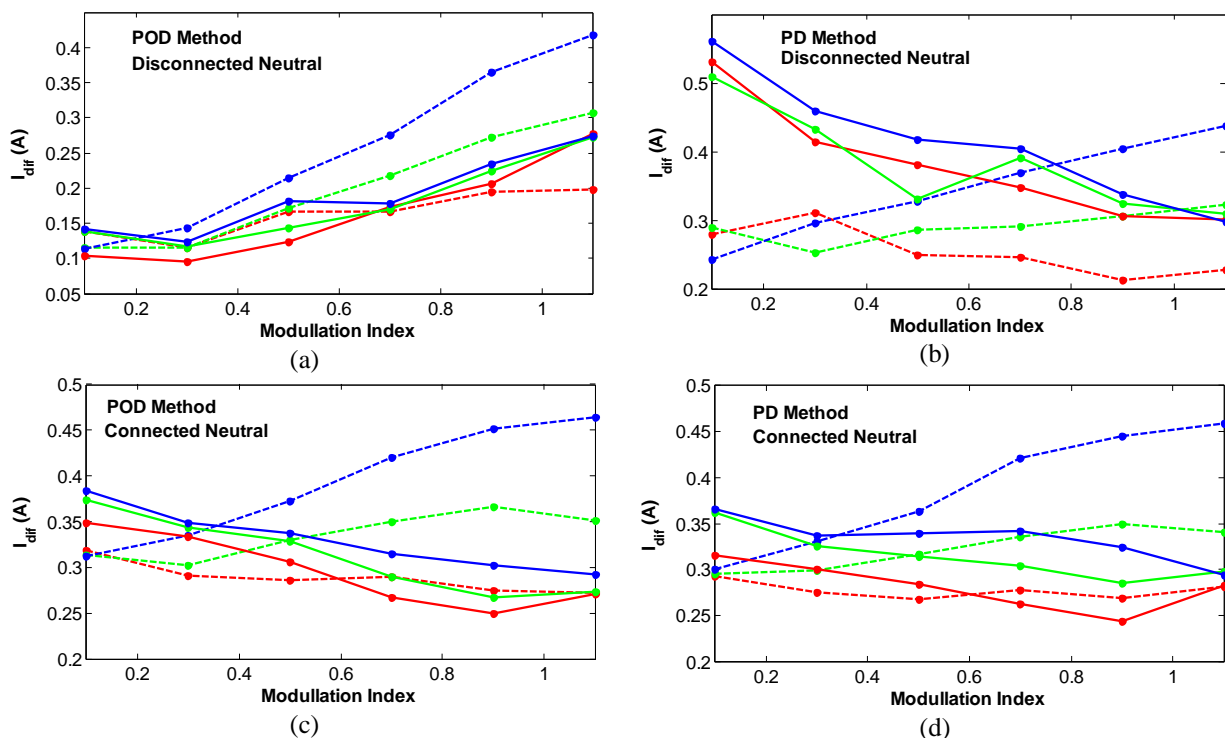 POD Method
Disconnected Neutral
0.4
0.35
0.3
0.25
0.2
0.15
0.1
0.05
I_dif (A)
0.2
0.4
0.6
0.8
1
Modullation Index
(a)
PD Method
Disconnected Neutral
0.5
0.4
0.3
0.2
I_dif (A)
0.2
0.4
0.6
0.8
1
Modullation Index
(b)
POD Method
Connected Neutral
0.5
0.45
0.4
0.35
0.3
0.25
0.2
I_dif (A)
0.2
0.4
0.6
0.8
1
Modullation Index
(c)
PD Method
Connected Neutral
0.5
0.45
0.4
0.35
0.3
0.25
0.2
I_dif (A)
0.2
0.4
0.6
0.8
1
Modullation Index
(d)